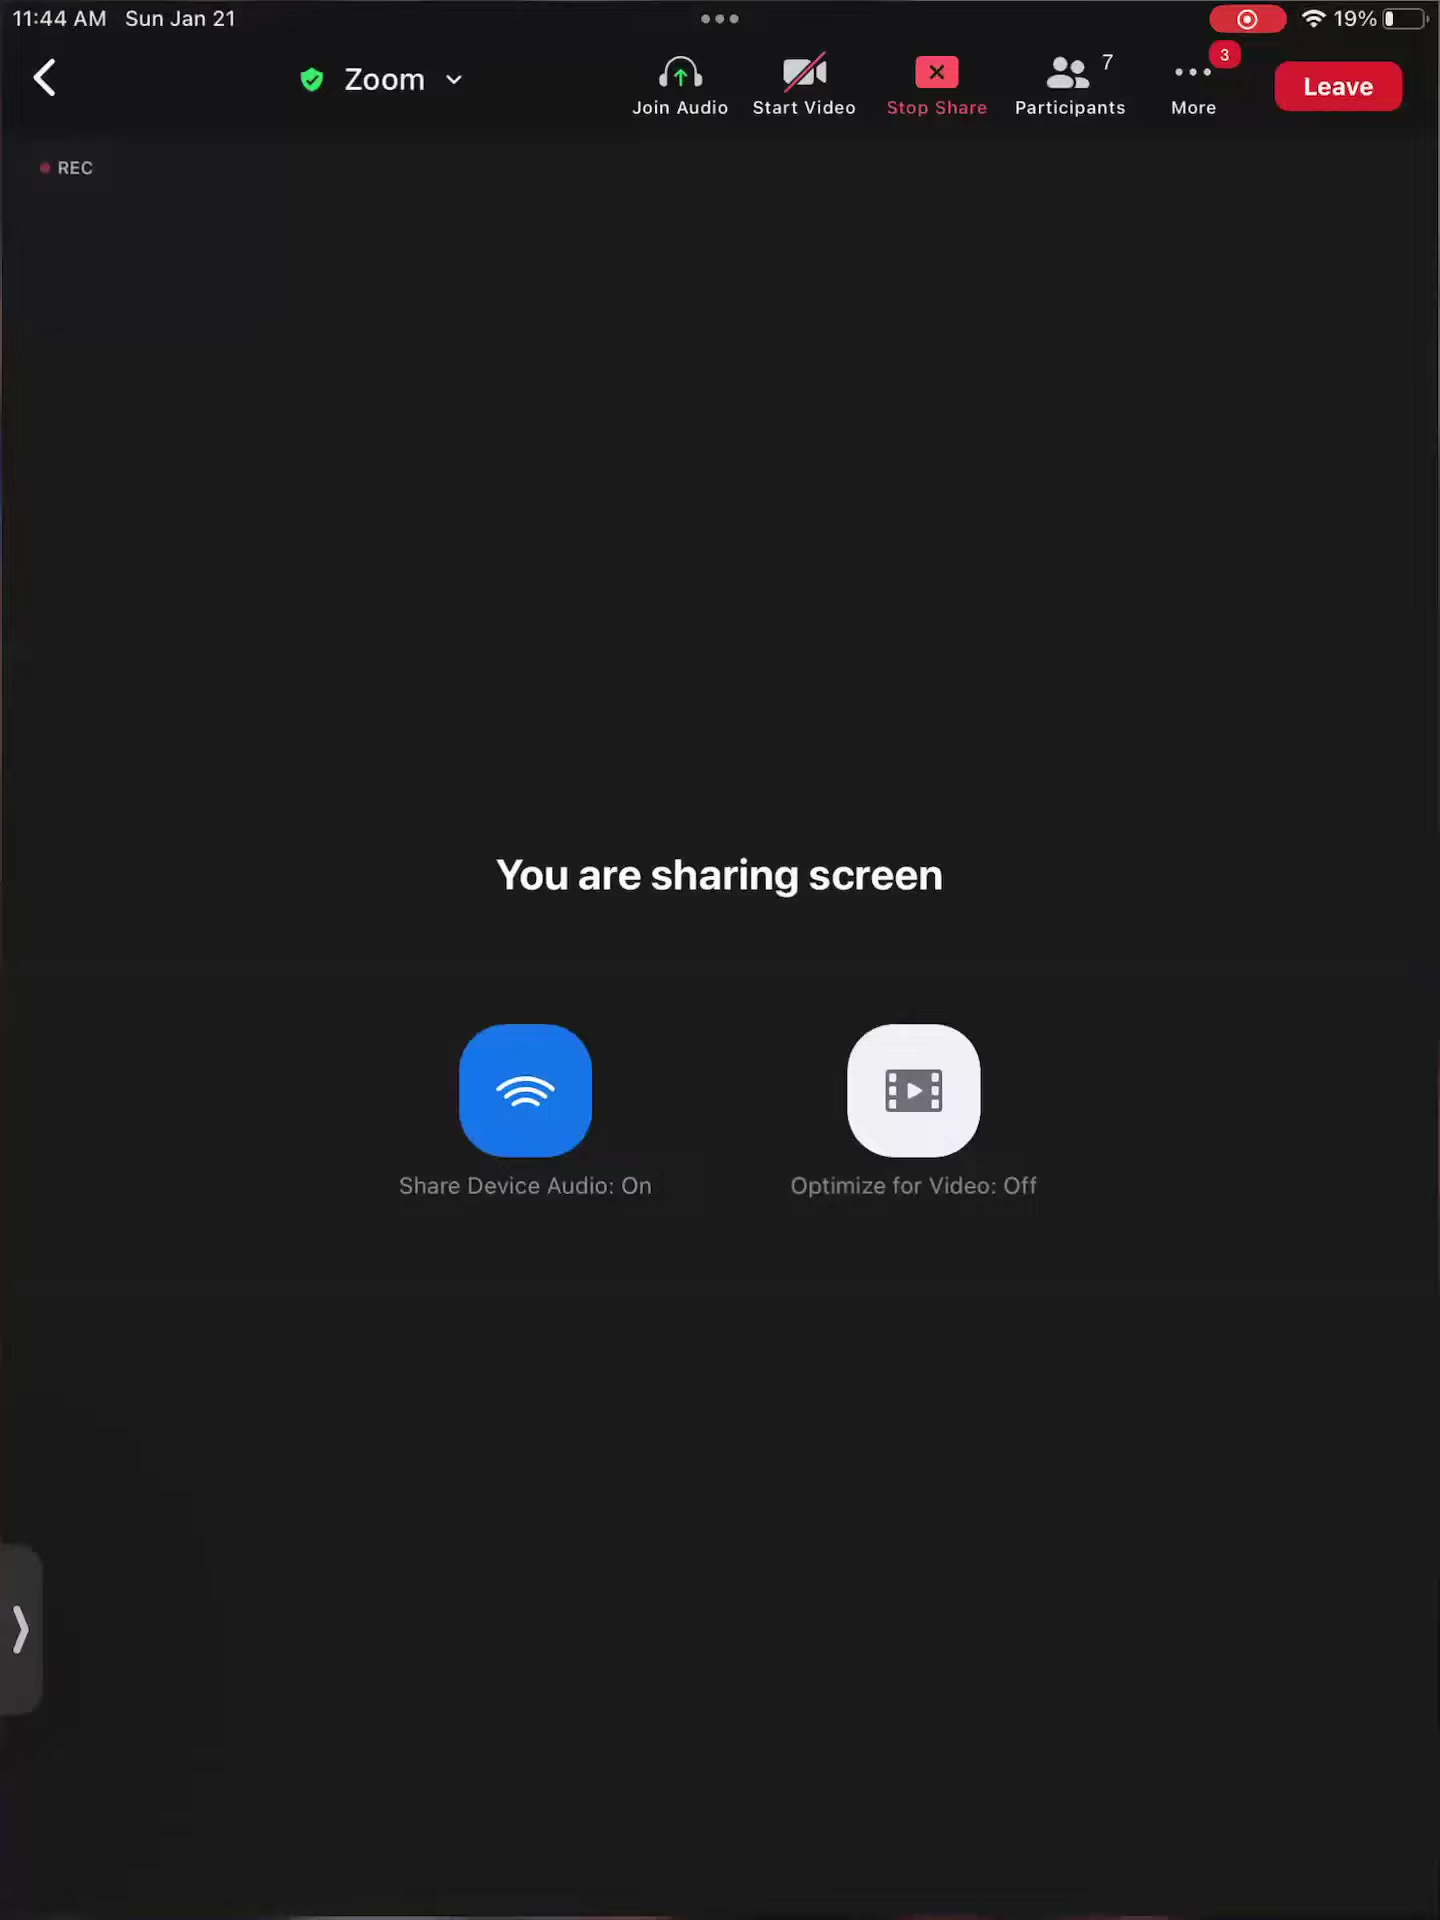 11:44 AM Sun Jan 21
19%
Zoom
7
3
Join Audio
Start Video
Stop Share
Participants
More
Leave
REC
You are sharing screen
Share Device Audio: On
Optimize for Video: Off